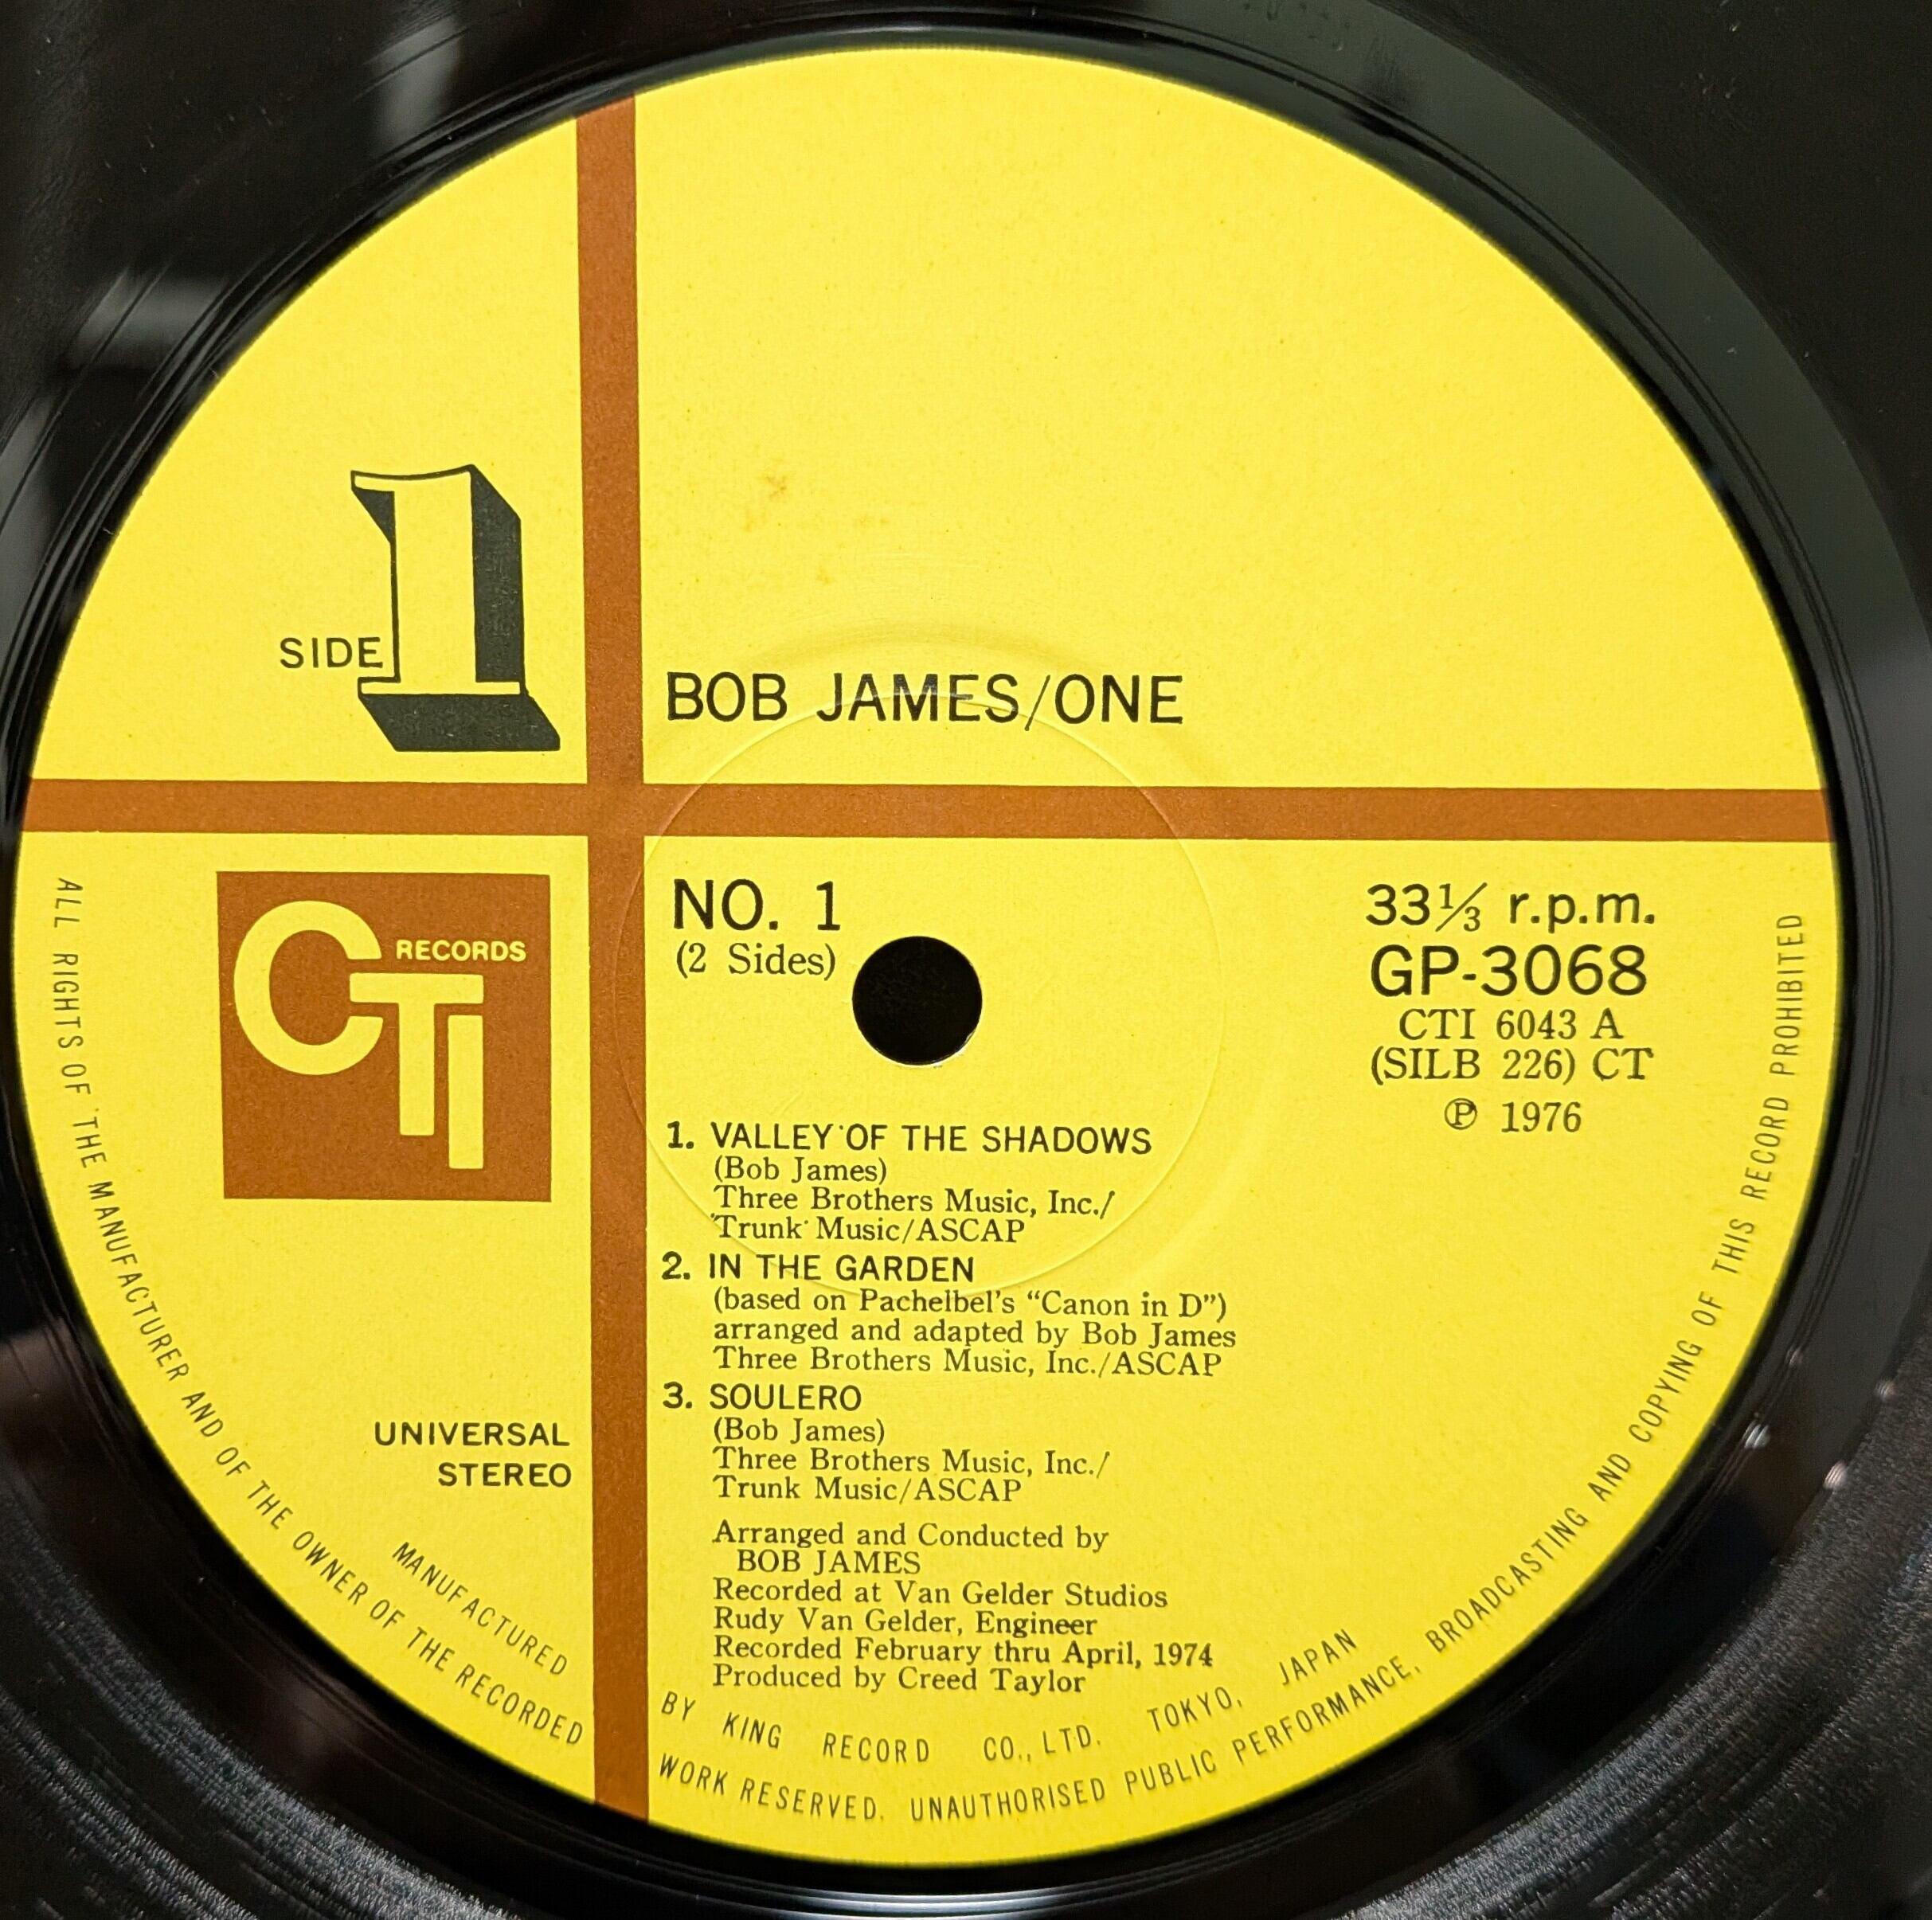 SIDE 1
BOB JAMES/ONE
CTI RECORDS
NO. 1
(2 Sides)
33⅓ r.p.m.
GP-3068
CTI 6043 A
(SILB 226) CT
℗ 1976
1. VALLEY OF THE SHADOWS
(Bob James)
Three Brothers Music, Inc./
Trunk Music/ASCAP
2. IN THE GARDEN
(based on Pachelbel's “Canon in D”)
arranged and adapted by Bob James
Three Brothers Music, Inc./ASCAP
3. SOULERO
(Bob James)
Three Brothers Music, Inc./
Trunk Music/ASCAP
UNIVERSAL
STEREO
Arranged and Conducted by
BOB JAMES
Recorded at Van Gelder Studios
Rudy Van Gelder, Engineer
Recorded February thru April, 1974
Produced by Creed Taylor
MANUFACTURED BY KING RECORD CO., LTD. TOKYO, JAPAN
ALL RIGHTS OF THE MANUFACTURER AND OF THE OWNER OF THE RECORDED WORK RESERVED. UNAUTHORISED PUBLIC PERFORMANCE, BROADCASTING AND COPYING OF THIS RECORD PROHIBITED